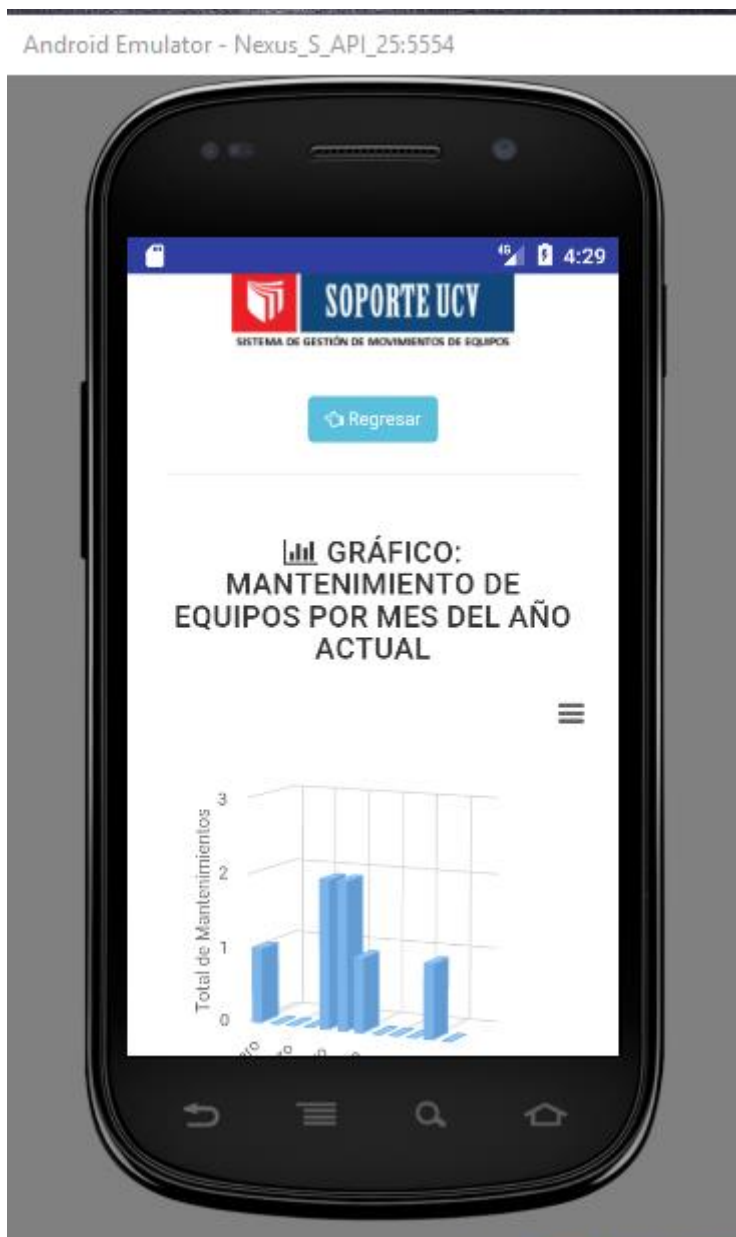 Android Emulator - Nexus_S_API_25:5554
4G 4:29
SOPORTE UCV
SISTEMA DE GESTIÓN DE MOVIMIENTOS DE EQUIPOS
Regresar
GRÁFICO:
MANTENIMIENTO DE
EQUIPOS POR MES DEL AÑO
ACTUAL
Total de Mantenimientos
3
2
1
0